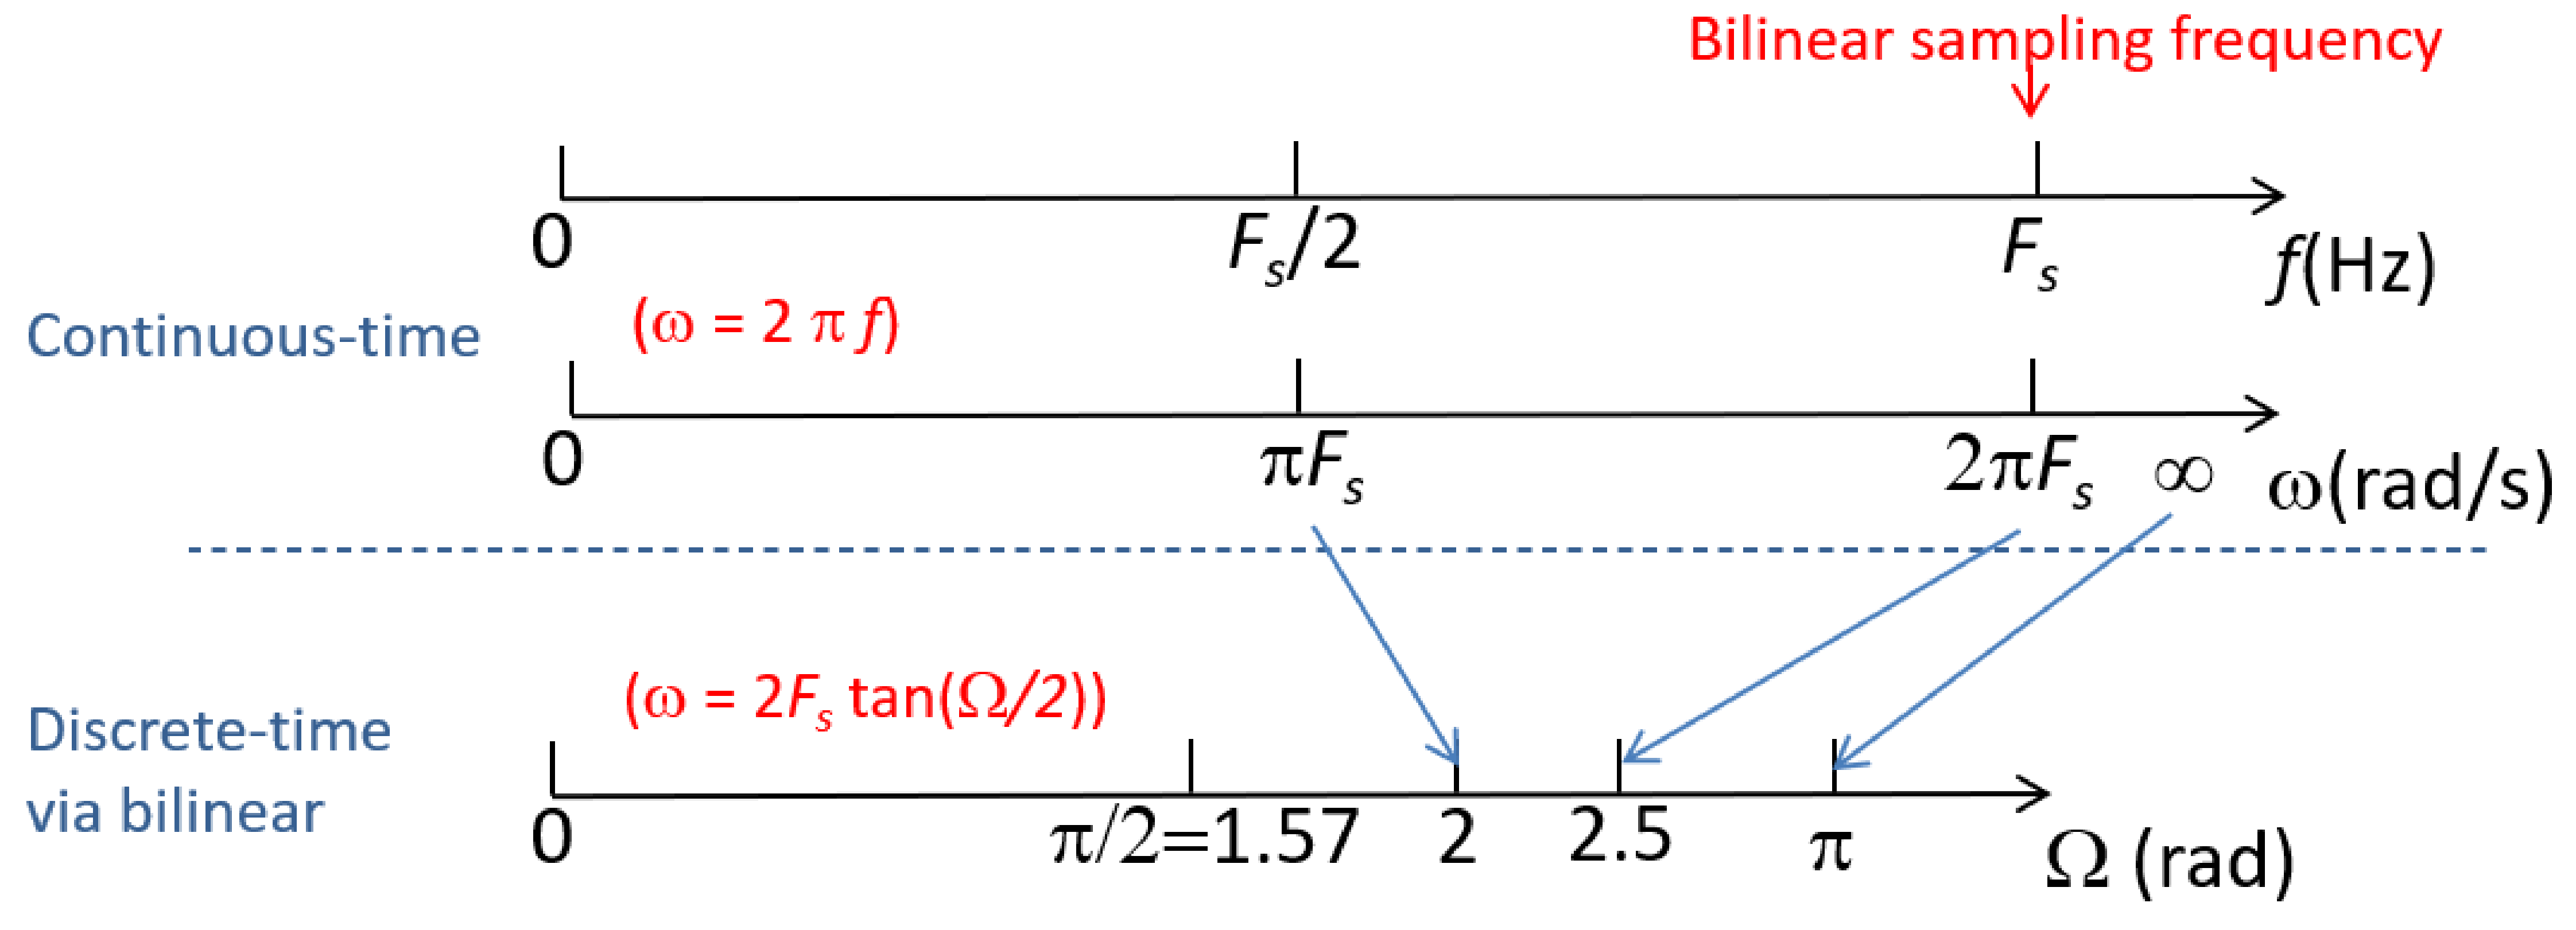 Bilinear sampling frequency
0 Fs/2 Fs f(Hz)
Continuous-time
(ω = 2 π f)
0 πFs 2πFs ∞ ω(rad/s)
(ω = 2Fs tan(Ω/2))
Discrete-time
via bilinear
0 π/2=1.57 2 2.5 π Ω (rad)